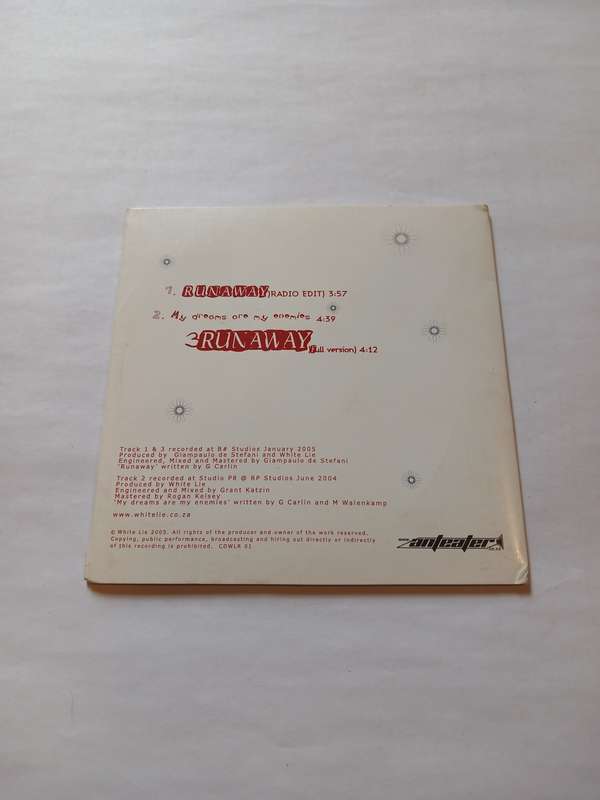 1. RUNAWAY (RADIO EDIT) 3:57
2. My dreams are my enemies 4:39
3 RUNAWAY (full version) 4:12
Track 1 & 3 recorded at B# Studios January 2005
Produced by Giampaulo de Stefani and White Lie
Engineered, Mixed and Mastered by Giampaulo de Stefani
'Runaway' written by G Carlin
Track 2 recorded at Studio PR @ RP Studios June 2004
Produced by White Lie
Engineered and Mixed by Grant Katzin
Mastered by Rogan Kelsey
'My dreams are my enemies' written by G Carlin and M Walenkamp
www.whitelie.co.za
© White Lie 2005. All rights of the producer and owner of the work reserved.
Copying, public performance, broadcasting and hiring out directly or indirectly
of this recording is prohibited. CDWLR 01
anteater